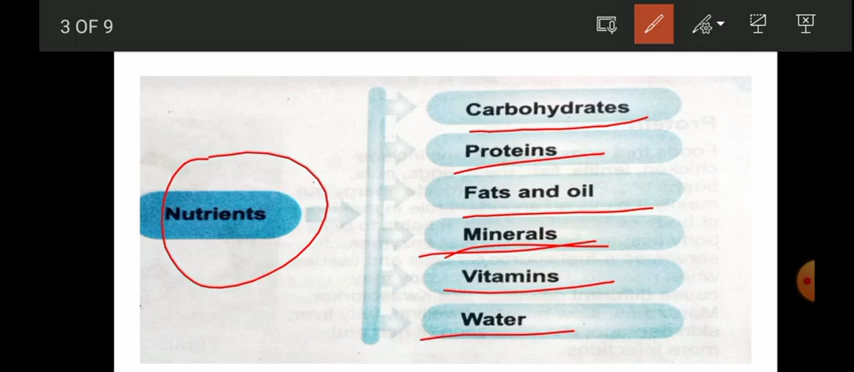 3 OF 9
Carbohydrates
Proteins
Fats and oil
Nutrients
Minerals
Vitamins
Water